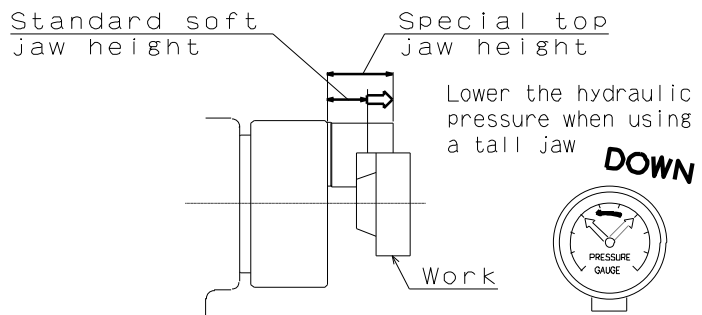 Standard soft
jaw height
Special top
jaw height
Lower the hydraulic
pressure when using
a tall jaw
DOWN
PRESSURE
GAUGE
Work